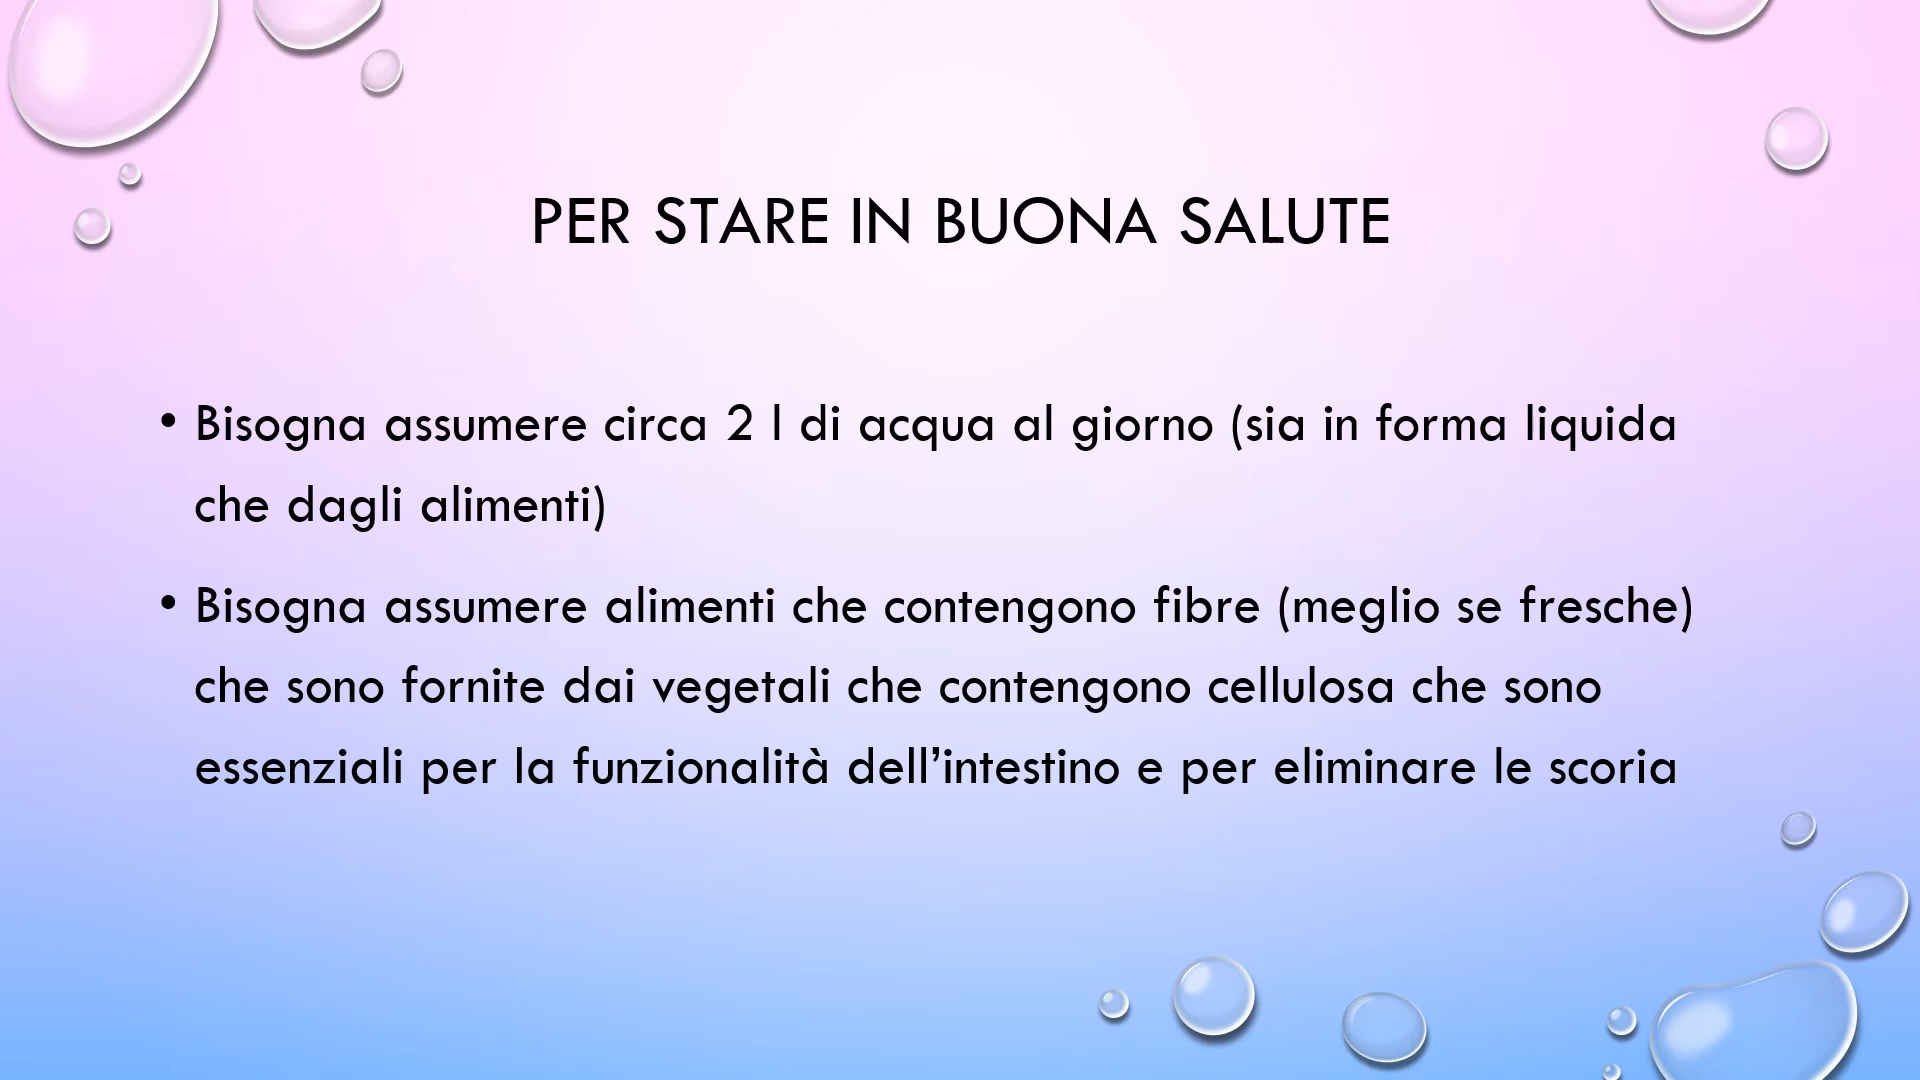 PER STARE IN BUONA SALUTE
• Bisogna assumere circa 2 l di acqua al giorno (sia in forma liquida
che dagli alimenti)
• Bisogna assumere alimenti che contengono fibre (meglio se fresche)
che sono fornite dai vegetali che contengono cellulosa che sono
essenziali per la funzionalità dell’intestino e per eliminare le scoria